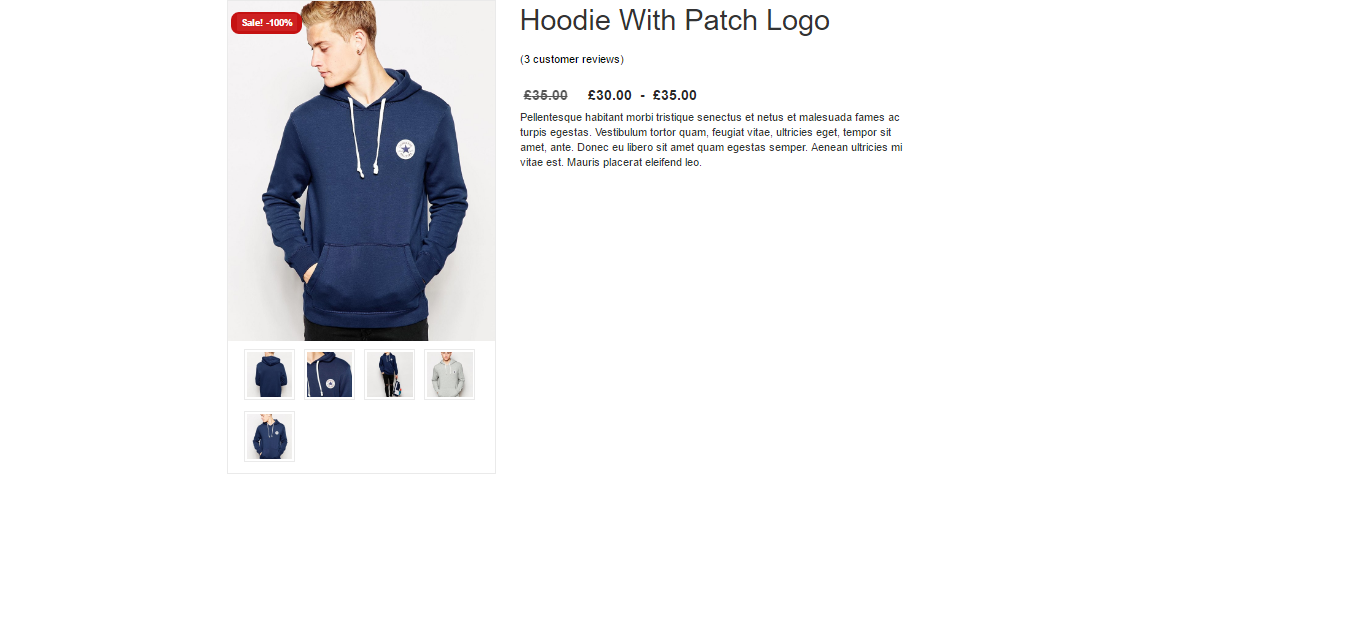 Sale! -100%
Hoodie With Patch Logo
(3 customer reviews)
£35.00 £30.00 - £35.00
Pellentesque habitant morbi tristique senectus et netus et malesuada fames ac
turpis egestas. Vestibulum tortor quam, feugiat vitae, ultricies eget, tempor sit
amet, ante. Donec eu libero sit amet quam egestas semper. Aenean ultricies mi
vitae est. Mauris placerat eleifend leo.